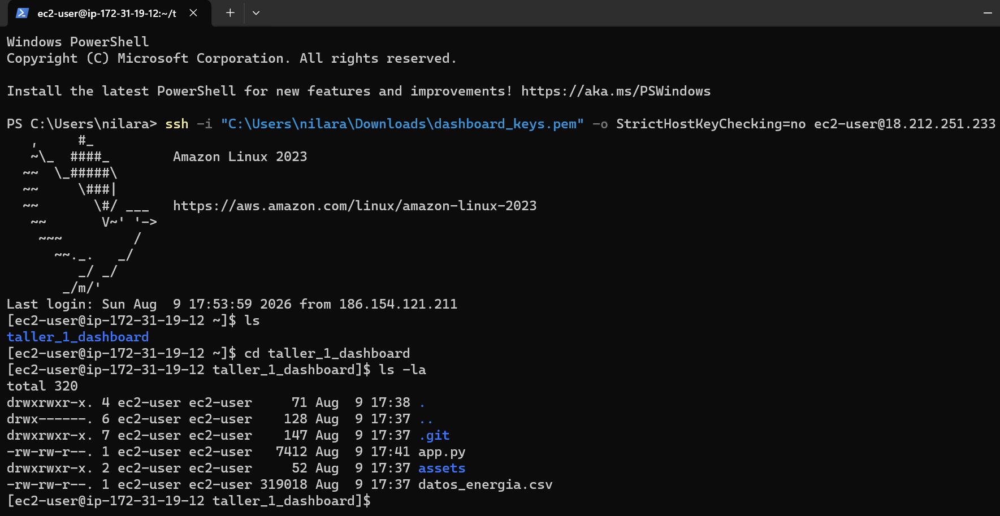 ec2-user@ip-172-31-19-12:~/t
Windows PowerShell
Copyright (C) Microsoft Corporation. All rights reserved.
Install the latest PowerShell for new features and improvements! https://aka.ms/PSWindows
PS C:\Users\nilara> ssh -i "C:\Users\nilara\Downloads\dashboard_keys.pem" -o StrictHostKeyChecking=no ec2-user@18.212.251.233
   ,     #_
   ~\_  ####_        Amazon Linux 2023
  ~~  \_#####\
  ~~     \###|
  ~~       \#/ ___   https://aws.amazon.com/linux/amazon-linux-2023
   ~~       V~' '->
    ~~~         /
      ~~._.   _/
         _/ _/
       _/m/'
Last login: Sun Aug  9 17:53:59 2026 from 186.154.121.211
[ec2-user@ip-172-31-19-12 ~]$ ls
taller_1_dashboard
[ec2-user@ip-172-31-19-12 ~]$ cd taller_1_dashboard
[ec2-user@ip-172-31-19-12 taller_1_dashboard]$ ls -la
total 320
drwxrwxr-x. 4 ec2-user ec2-user     71 Aug  9 17:38 .
drwx------. 6 ec2-user ec2-user    128 Aug  9 17:37 ..
drwxrwxr-x. 7 ec2-user ec2-user    147 Aug  9 17:37 .git
-rw-rw-r--. 1 ec2-user ec2-user   7412 Aug  9 17:41 app.py
drwxrwxr-x. 2 ec2-user ec2-user     52 Aug  9 17:37 assets
-rw-rw-r--. 1 ec2-user ec2-user 319018 Aug  9 17:37 datos_energia.csv
[ec2-user@ip-172-31-19-12 taller_1_dashboard]$